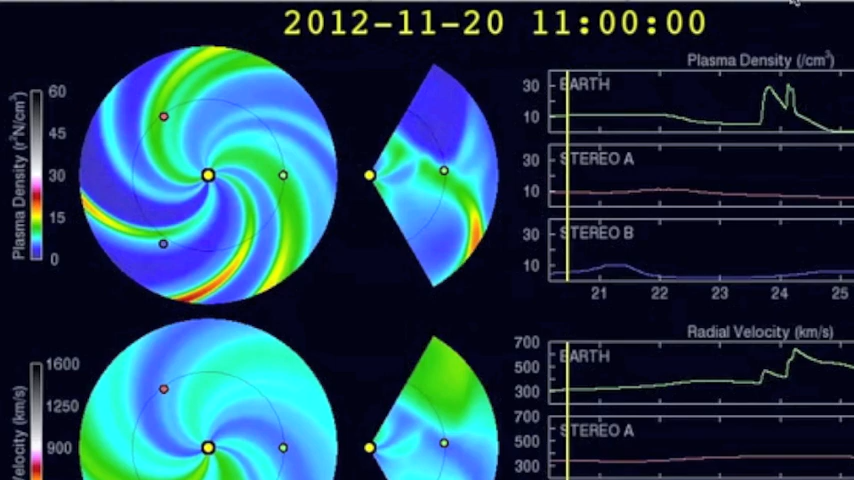 2012-11-20 11:00:00
Plasma Density (r²N/cm³)
60
45
30
15
0
Plasma Density (/cm³)
30
10
EARTH
30
10
STEREO A
30
10
STEREO B
21 22 23 24 25
1600
1250
900
elocity (km/s)
Radial Velocity (km/s)
700
500
300
EARTH
700
500
300
STEREO A